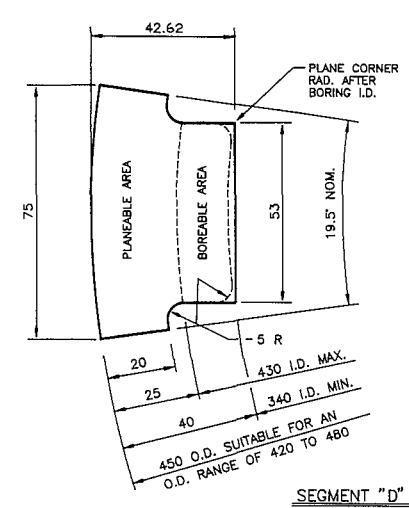 42.62
PLANE CORNER
RAD. AFTER
BORING I.D.
75
PLANEABLE AREA
BOREABLE AREA
53
19.5° NOM.
5 R
20
25
430 I.D. MAX.
40
340 I.D. MIN.
450 O.D. SUITABLE FOR AN
O.D. RANGE OF 420 TO 480
SEGMENT "D"